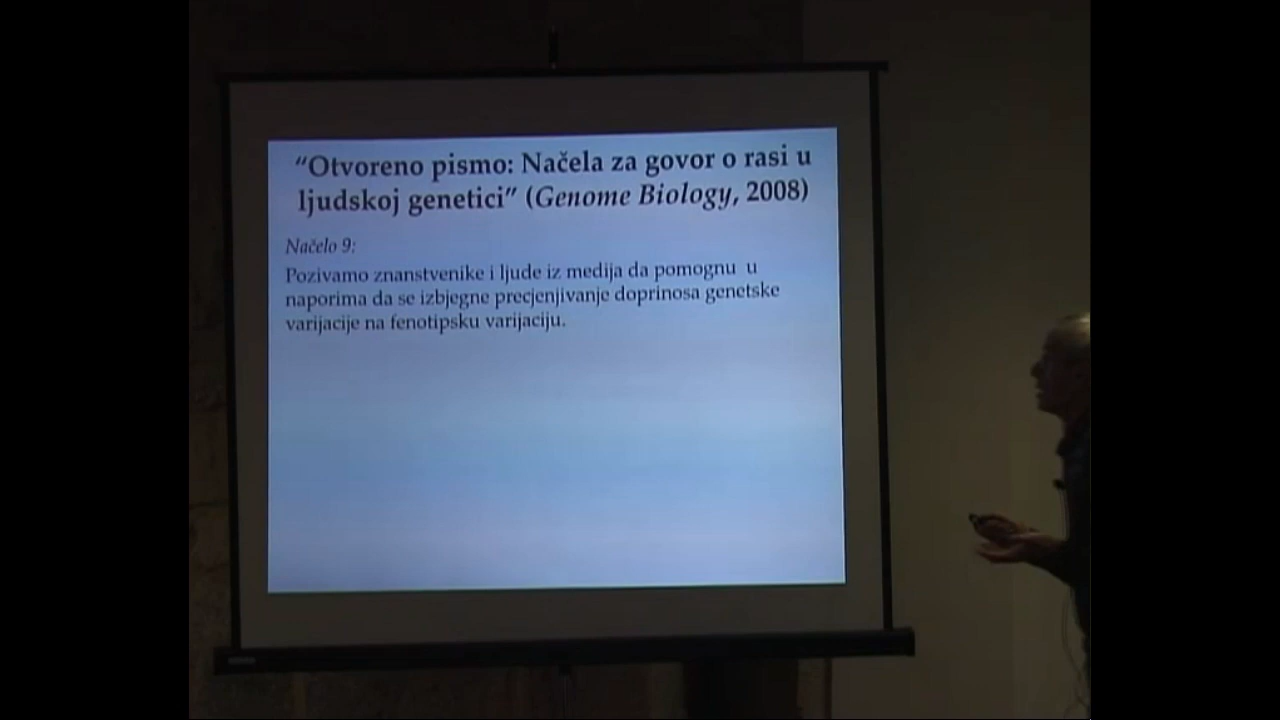 “Otvoreno pismo: Načela za govor o rasi u
ljudskoj genetici” (Genome Biology, 2008)
Načelo 9:
Pozivamo znanstvenike i ljude iz medija da pomognu u
naporima da se izbjegne precjenjivanje doprinosa genetske
varijacije na fenotipsku varijaciju.